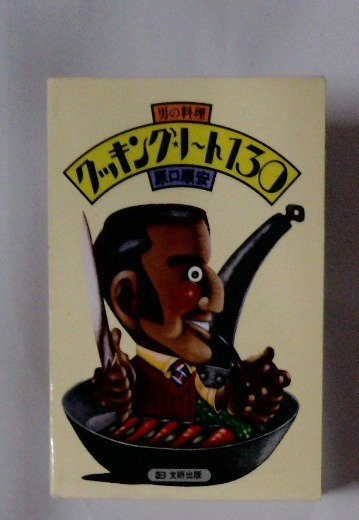 男の料理
クッキング・ノート130
原口順安
文研出版